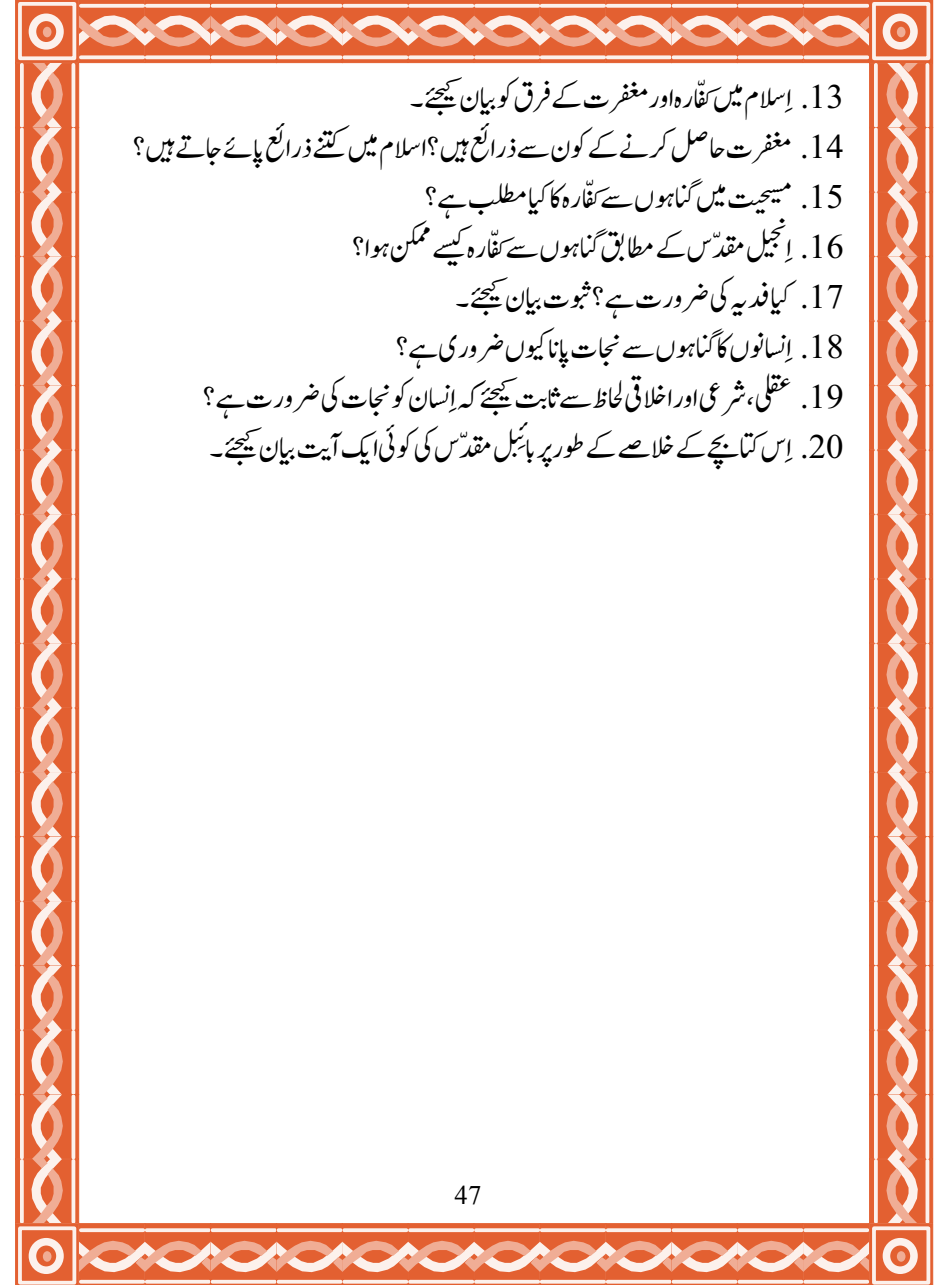 13. اِسلام میں کفّارہ اور مغفرت کے فرق کو بیان کیجئے۔
14. مغفرت حاصل کرنے کے کون سے ذرائع ہیں؟ اسلام میں کتنے ذرائع پائے جاتے ہیں؟
15. مسیحیت میں گناہوں سے کفّارہ کا کیا مطلب ہے؟
16. اِنجیل مقدّس کے مطابق گناہوں سے کفّارہ کیسے ممکن ہوا؟
17. کیا فدیہ کی ضرورت ہے؟ ثبوت بیان کیجئے۔
18. اِنسانوں کا گناہوں سے نجات پانا کیوں ضروری ہے؟
19. عقلی، شرعی اور اخلاقی لحاظ سے ثابت کیجئے کہ اِنسان کو نجات کی ضرورت ہے؟
20. اِس کتابچے کے خلاصے کے طور پر بائبل مقدّس کی کوئی ایک آیت بیان کیجئے۔
47